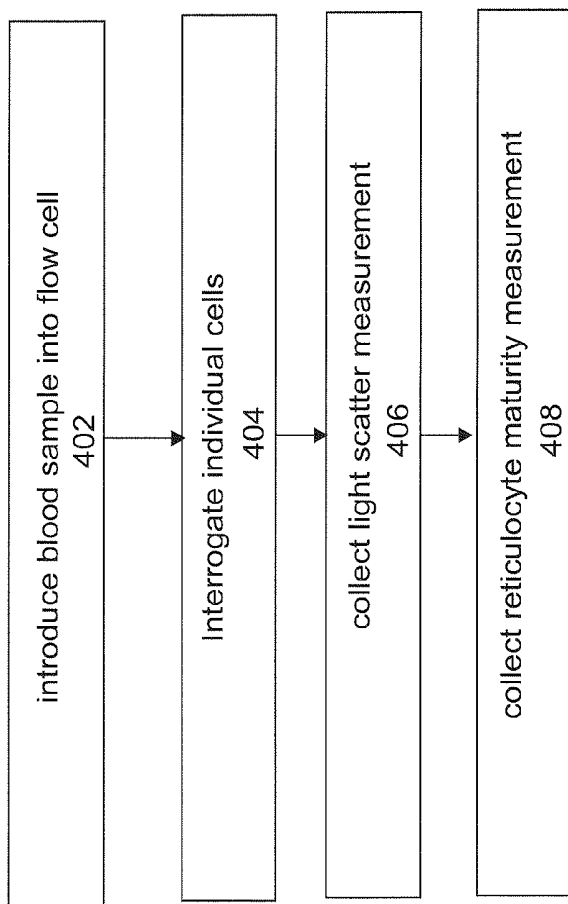 introduce blood sample into flow cell
402
Interrogate individual cells
404
collect light scatter measurement
406
collect reticulocyte maturity measurement
408